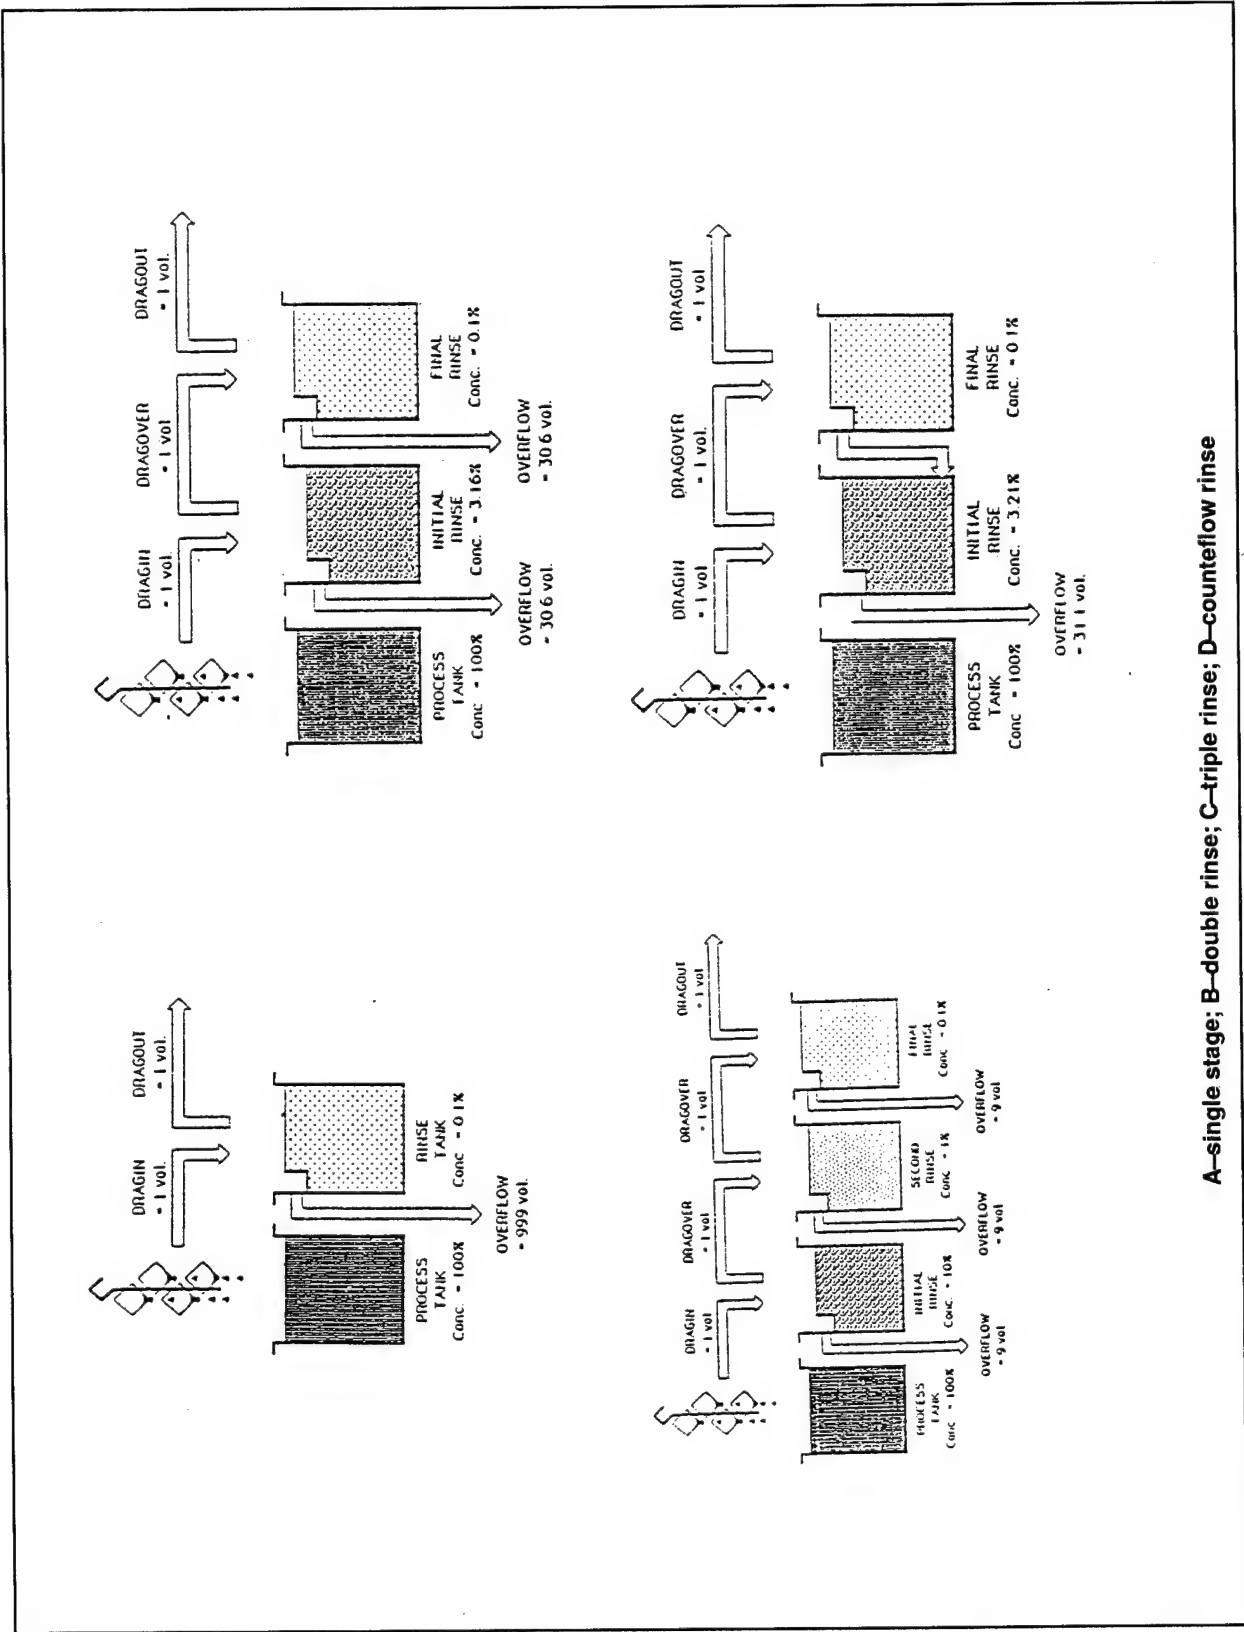 DRAGIN
= 1 vol.
DRAGOUT
= 1 vol.
PROCESS
TANK
Conc. = 100%
RINSE
TANK
Conc = 0.1%
OVERFLOW
= 999 vol.
DRAGIN
= 1 vol.
DRAGOVER
= 1 vol
DRAGOUT
= 1 vol.
PROCESS
TANK
Conc = 100%
INITIAL
RINSE
Conc. = 3.16%
FINAL
RINSE
Conc. = 0.1%
OVERFLOW
= 30.6 vol.
OVERFLOW
= 30.6 vol.
DRAGIN
= 1 vol
DRAGOVER
= 1 vol
DRAGOVER
= 1 vol
DRAGOUT
= 1 vol
PROCESS
TANK
Conc = 100%
INITIAL
RINSE
Conc. = 10%
SECOND
RINSE
Conc = 1%
FINAL
RINSE
Conc = 0.1%
OVERFLOW
= 9 vol
OVERFLOW
= 9 vol
OVERFLOW
= 9 vol
DRAGIN
= 1 vol
DRAGOVER
= 1 vol.
DRAGOUT
= 1 vol
PROCESS
TANK
Conc = 100%
INITIAL
RINSE
Conc. = 3.21%
FINAL
RINSE
Conc. = 0.1%
OVERFLOW
= 31.1 vol.
A–single stage; B–double rinse; C–triple rinse; D–counteflow rinse